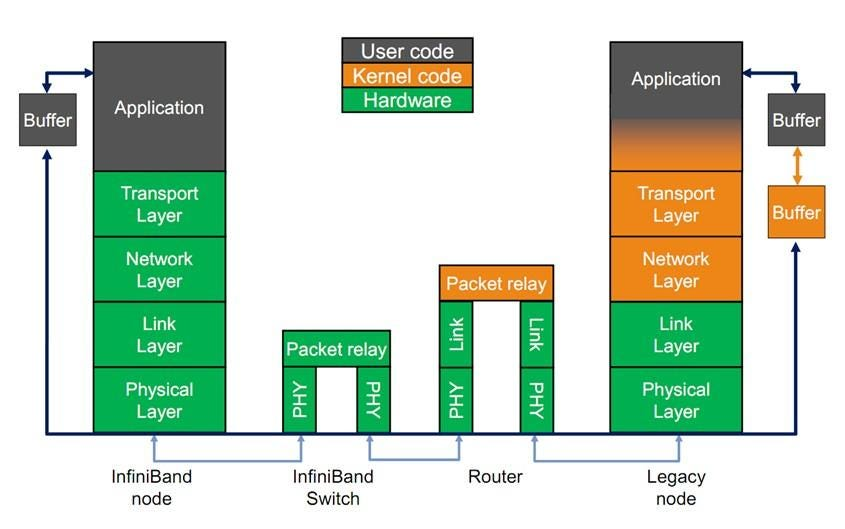 User code
Kernel code
Hardware
Application
Buffer
Transport
Layer
Network
Layer
Link
Layer
Physical
Layer
InfiniBand
node
Packet relay
PHY
PHY
InfiniBand
Switch
Packet relay
Link
Link
PHY
PHY
Router
Application
Buffer
Buffer
Transport
Layer
Network
Layer
Link
Layer
Physical
Layer
Legacy
node